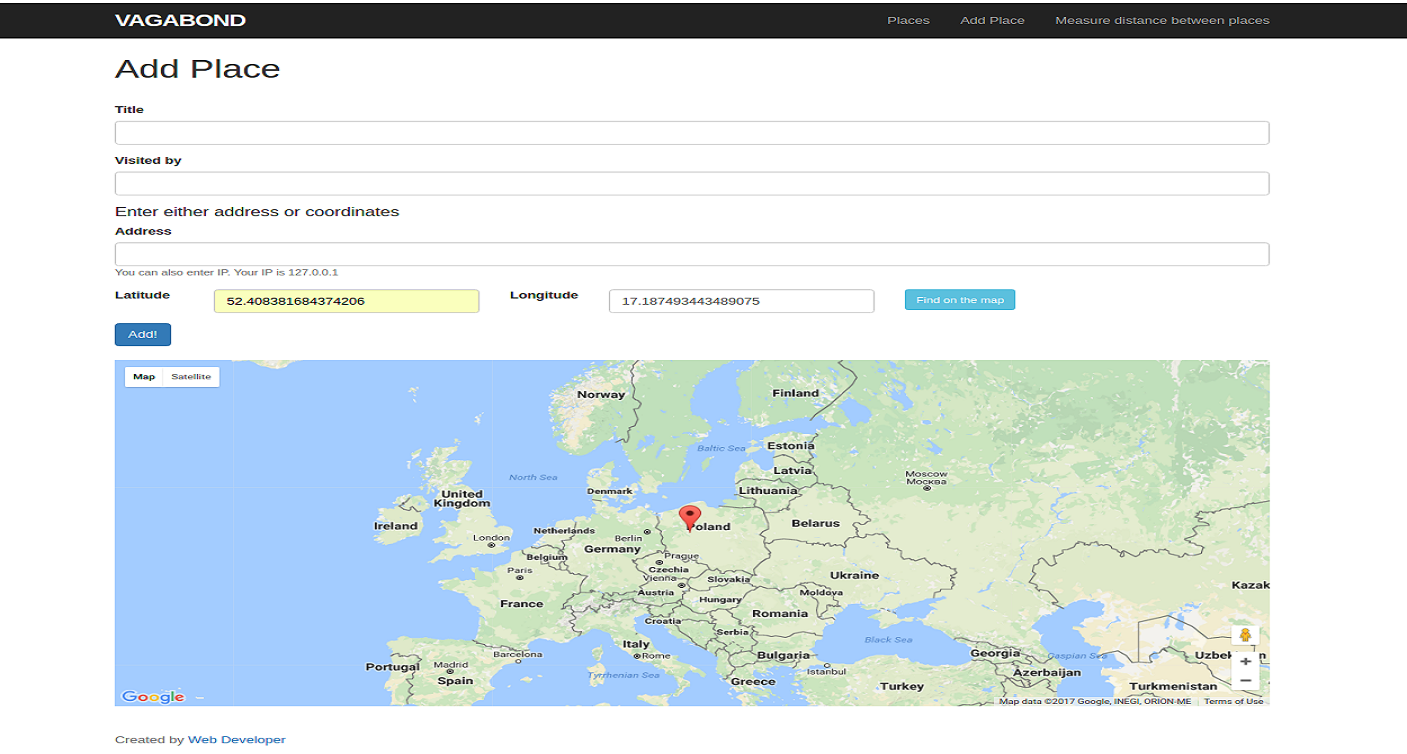 VAGABOND Places Add Place Measure distance between places
Add Place
Title
Visited by
Enter either address or coordinates
Address
You can also enter IP. Your IP is 127.0.0.1
Latitude 52.408381684374206 Longitude 17.187493443489075 Find on the map
Add!
Map Satellite
Norway
Finland
Baltic Sea
Estonia
North Sea
Latvia
Moscow
Москва
Denmark
Lithuania
United
Kingdom
Ireland
Poland
Belarus
London
Netherlands
Berlin
Germany
Belgium
Prague
Paris
Czechia
Vienna
Slovakia
Ukraine
Kazak
Austria
Hungary
Moldova
France
Romania
Croatia
Serbia
Black Sea
Italy
Rome
Barcelona
Bulgaria
Georgia
Caspian Sea
Uzbek n
Portugal
Madrid
Spain
Tyrrhenian Sea
Istanbul
Azerbaijan
Greece
Turkey
Turkmenistan
+
−
Google
Map data ©2017 Google, INEGI, ORION-ME Terms of Use
Created by Web Developer